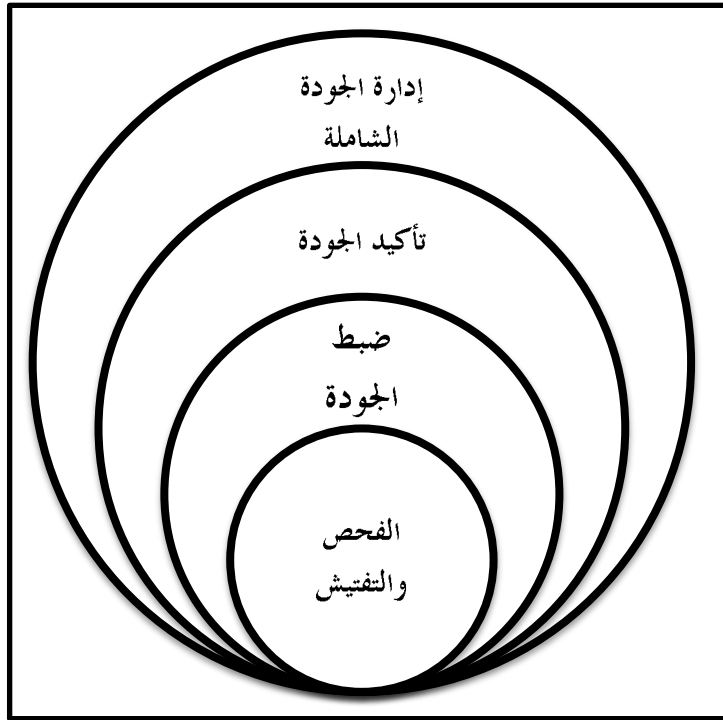 إدارة الجودة
الشاملة
تأكيد الجودة
ضبط
الجودة
الفحص
والتفتيش